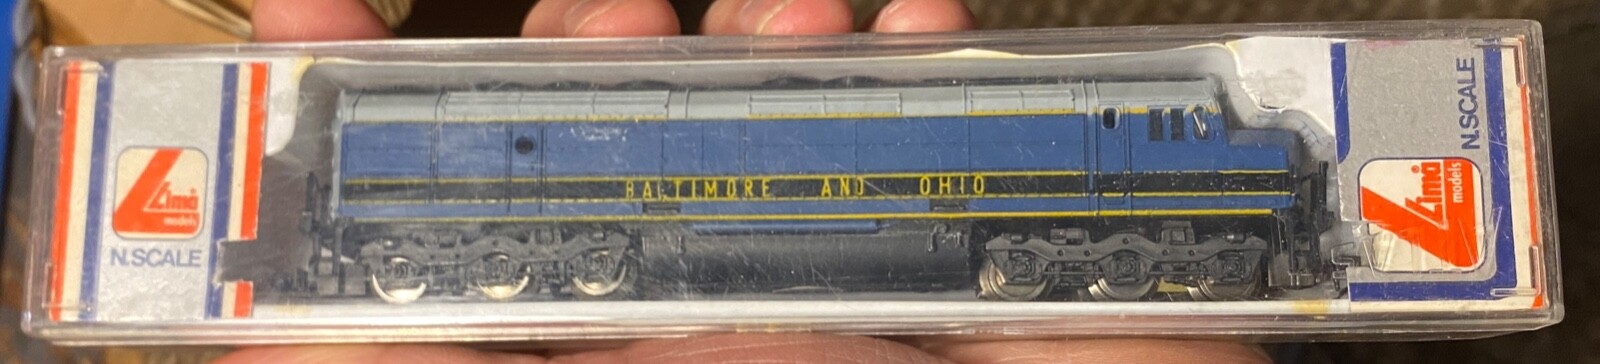 Lima
models
N.SCALE
BALTIMORE AND OHIO
Lima
models
N.SCALE